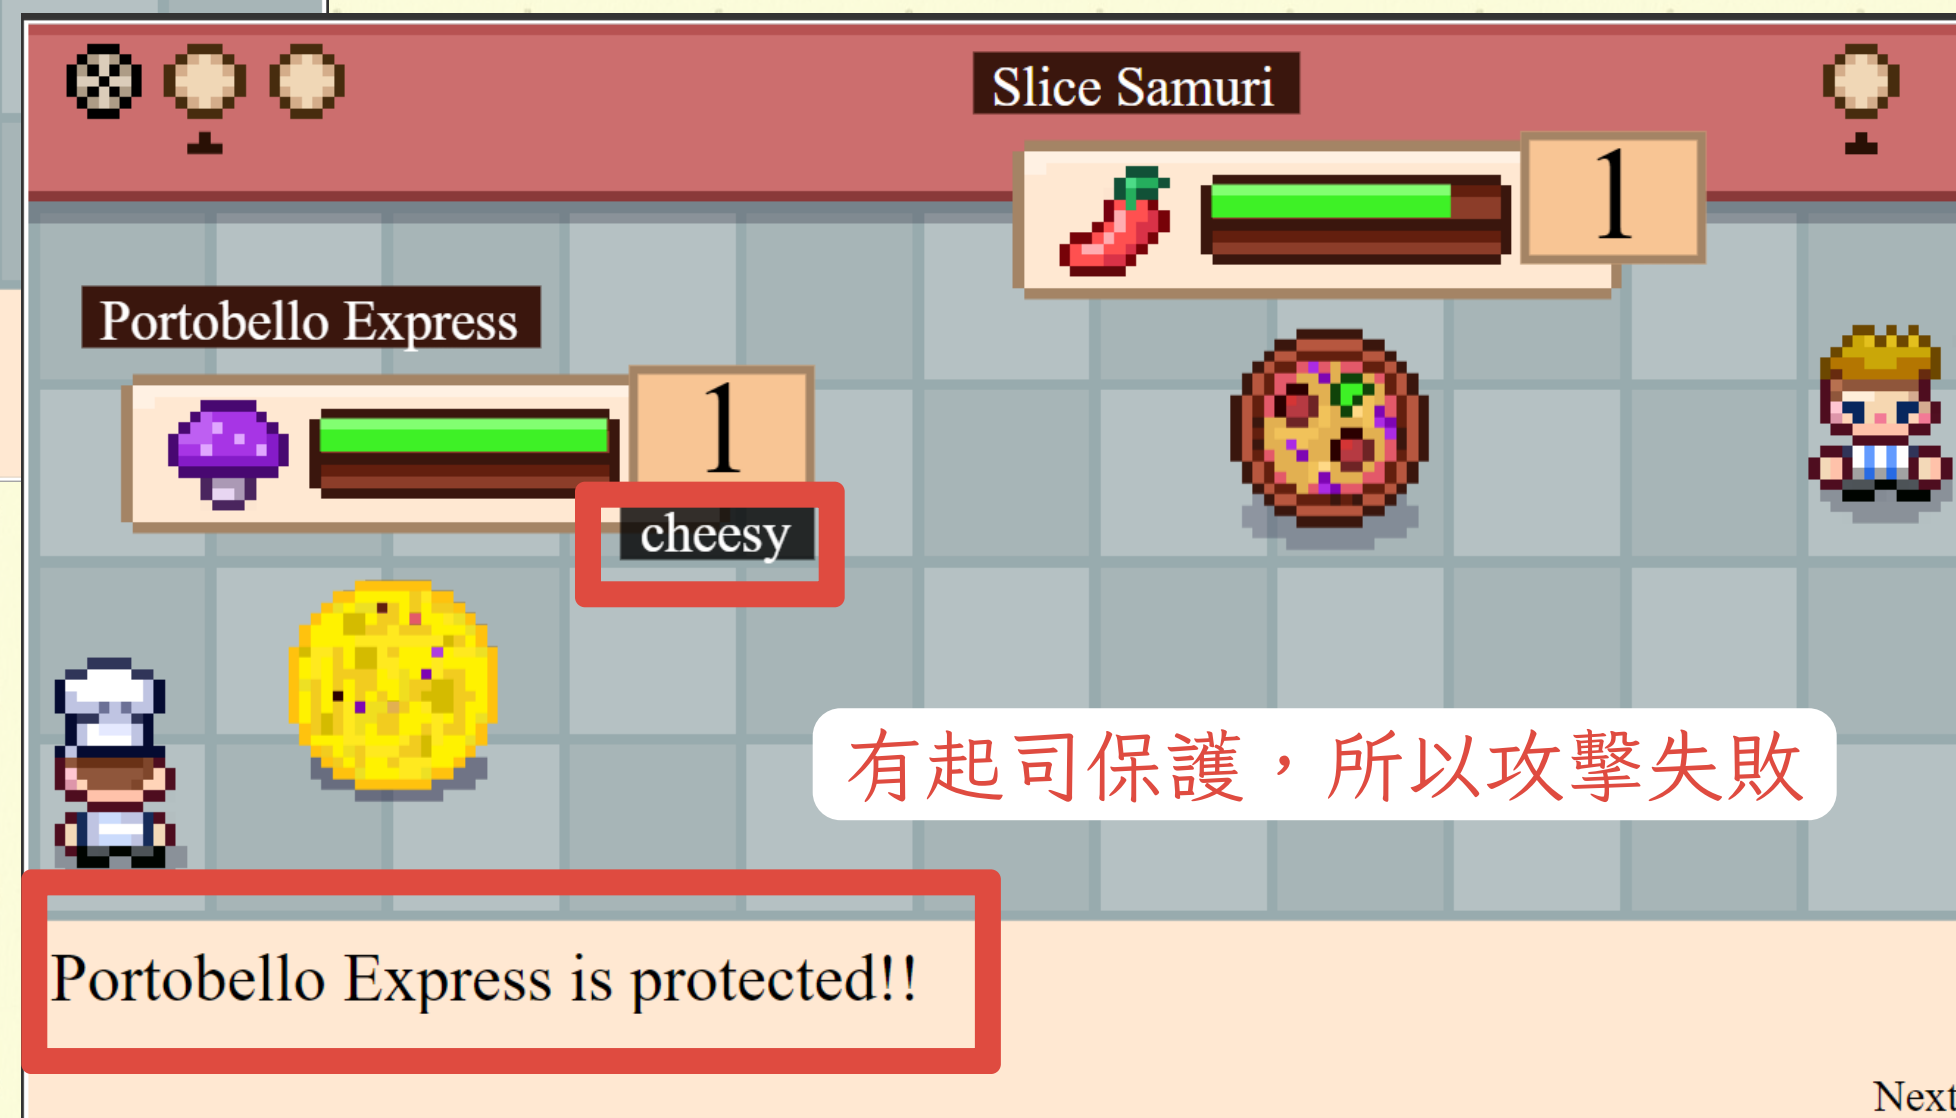 Slice Samuri
1
Portobello Express
1
cheesy
有起司保護，所以攻擊失敗
Portobello Express is protected!!
Next